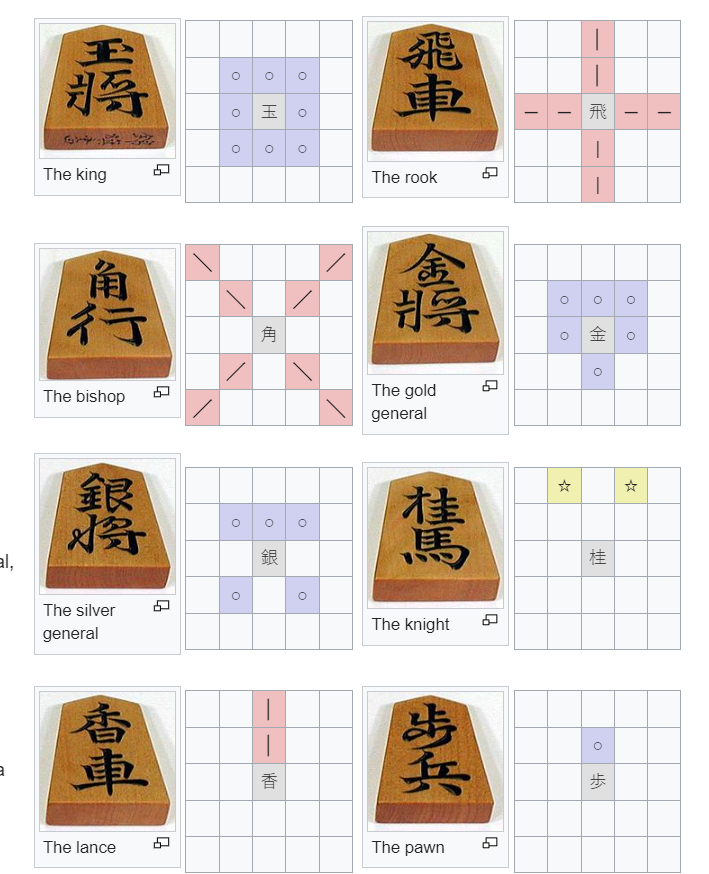 玉
將
玉
The king
飛
車
飛
The rook
角
行
角
The bishop
金
將
金
The gold
general
銀
将
銀
al,
The silver
general
桂
馬
桂
The knight
香
車
香
a
The lance
歩
兵
歩
The pawn